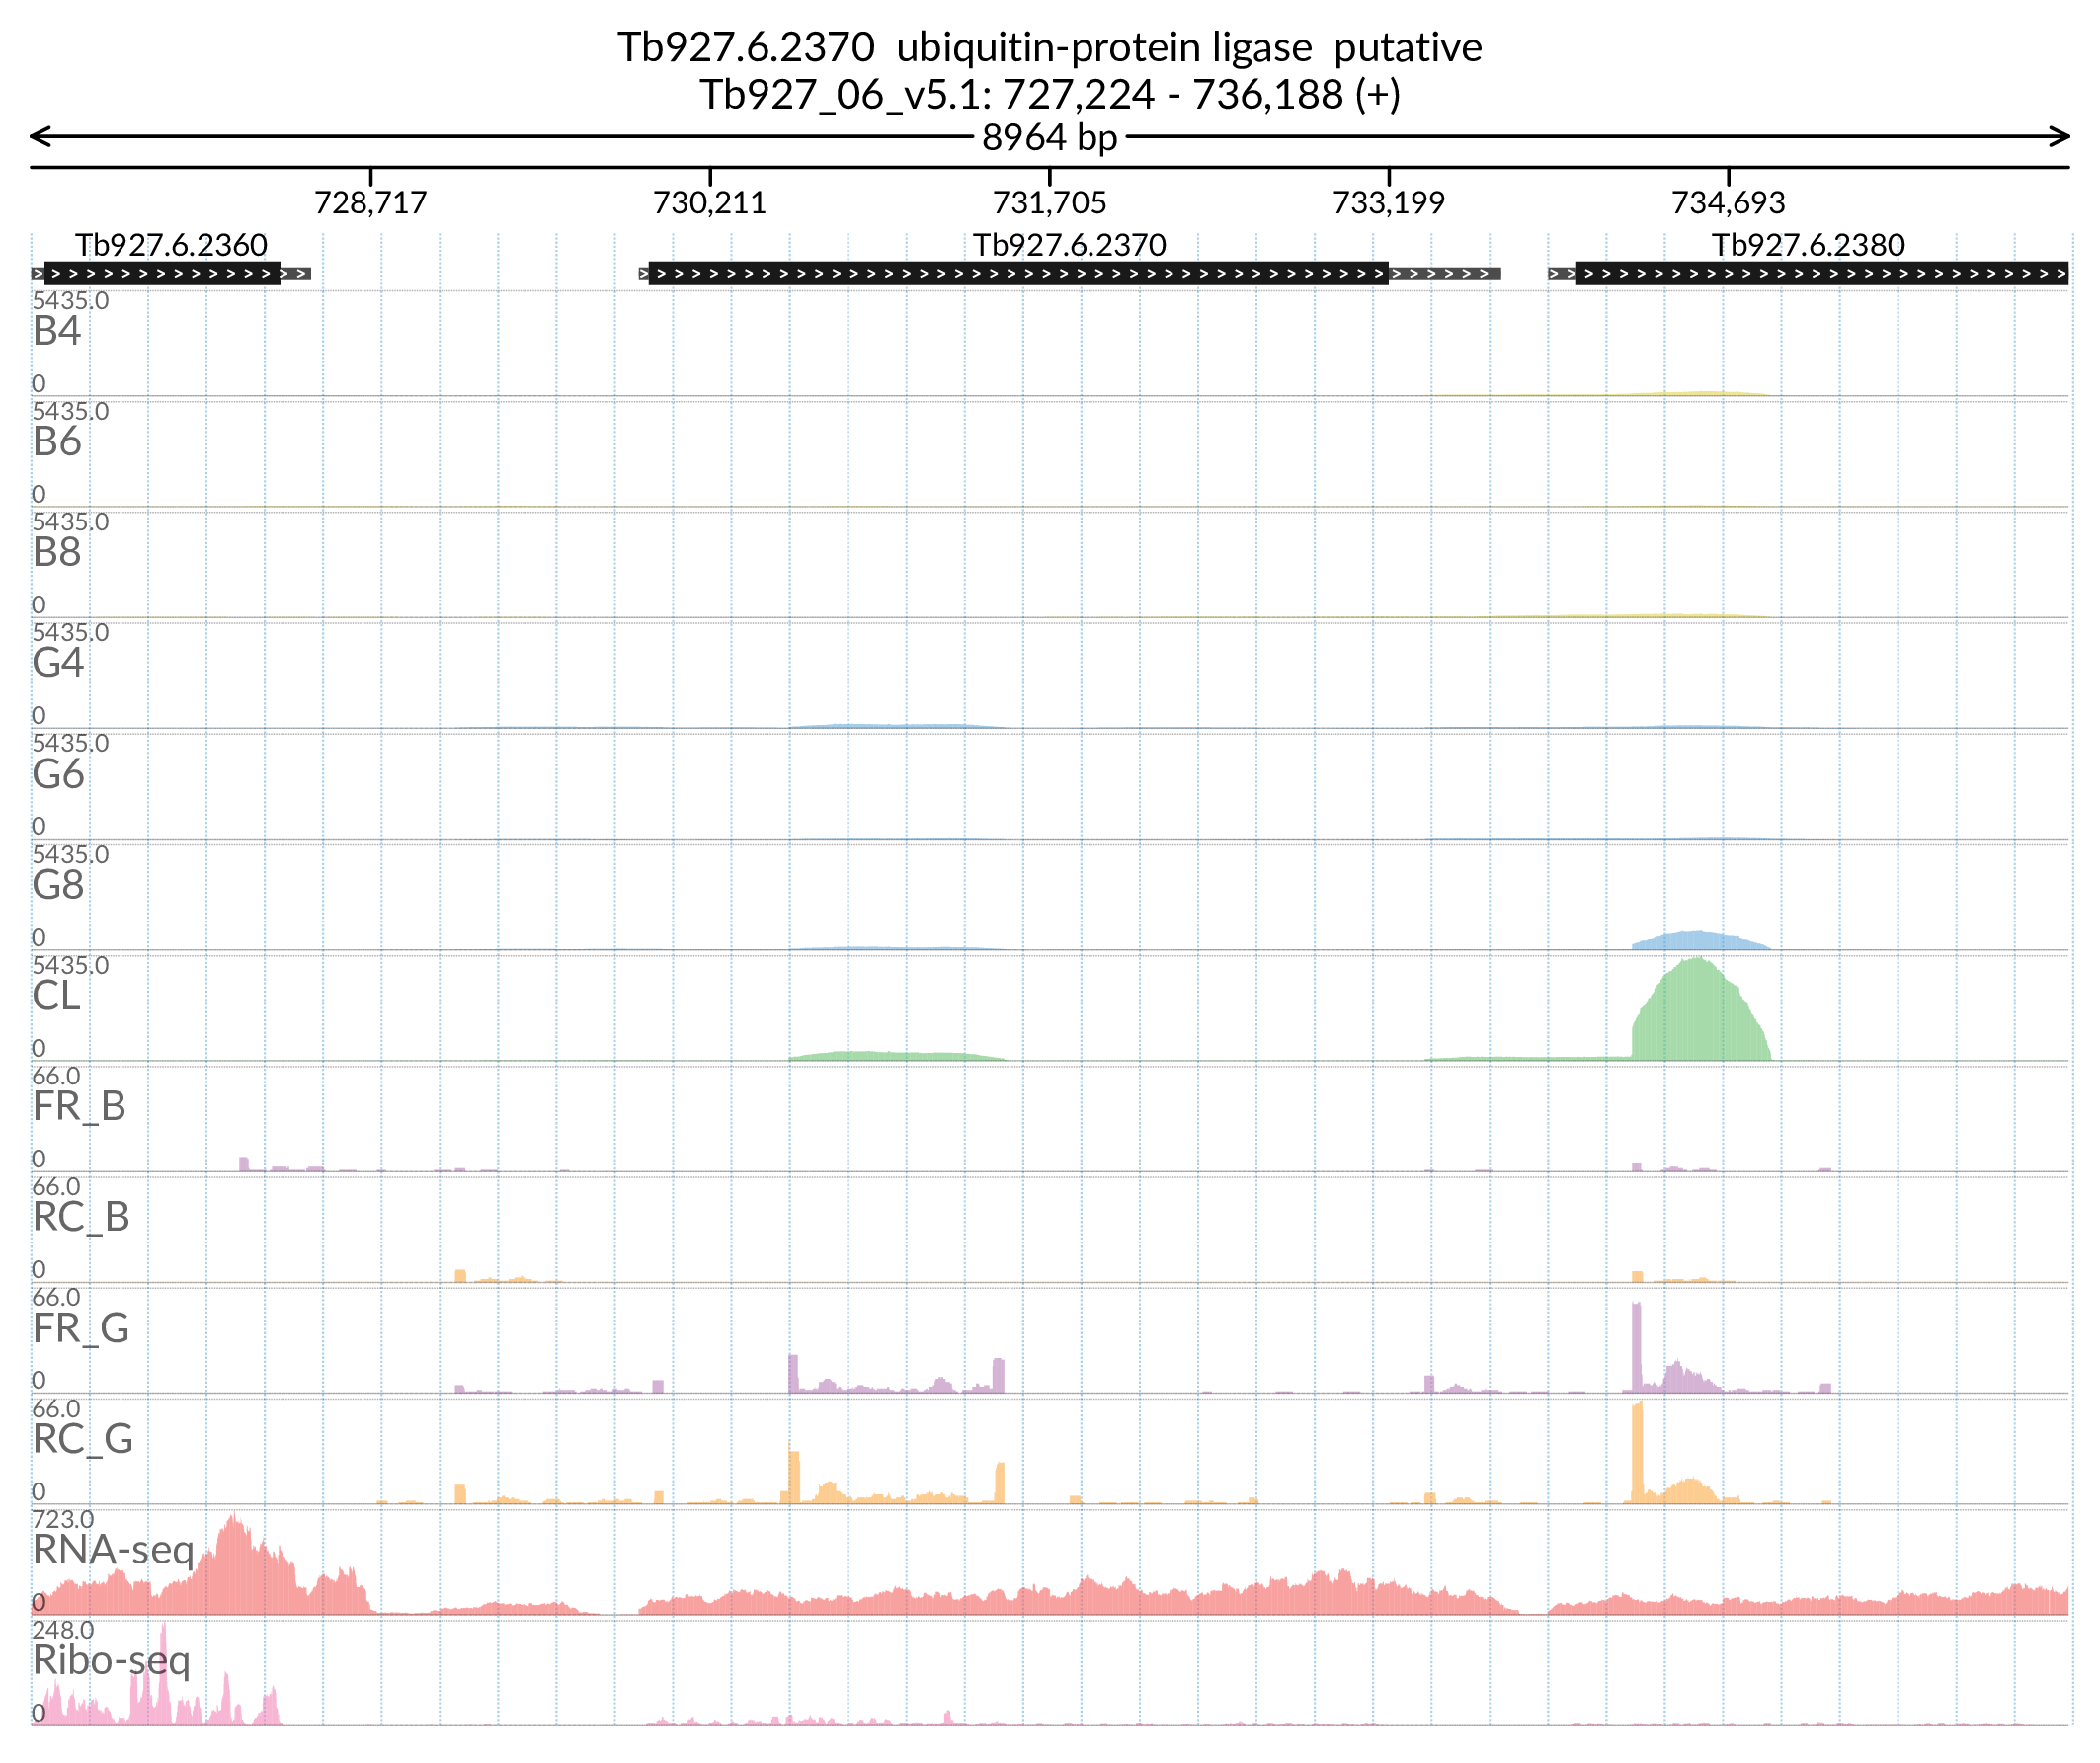 Tb927.6.2370 ubiquitin-protein ligase putative
Tb927_06_v5.1: 727,224 - 736,188 (+)
8964 bp
728,717 730,211 731,705 733,199 734,693
Tb927.6.2360 Tb927.6.2370 Tb927.6.2380
5435.0
B4
0
5435.0
B6
0
5435.0
B8
0
5435.0
G4
0
5435.0
G6
0
5435.0
G8
0
5435.0
CL
0
66.0
FR_B
0
66.0
RC_B
0
66.0
FR_G
0
66.0
RC_G
0
723.0
RNA-seq
0
248.0
Ribo-seq
0